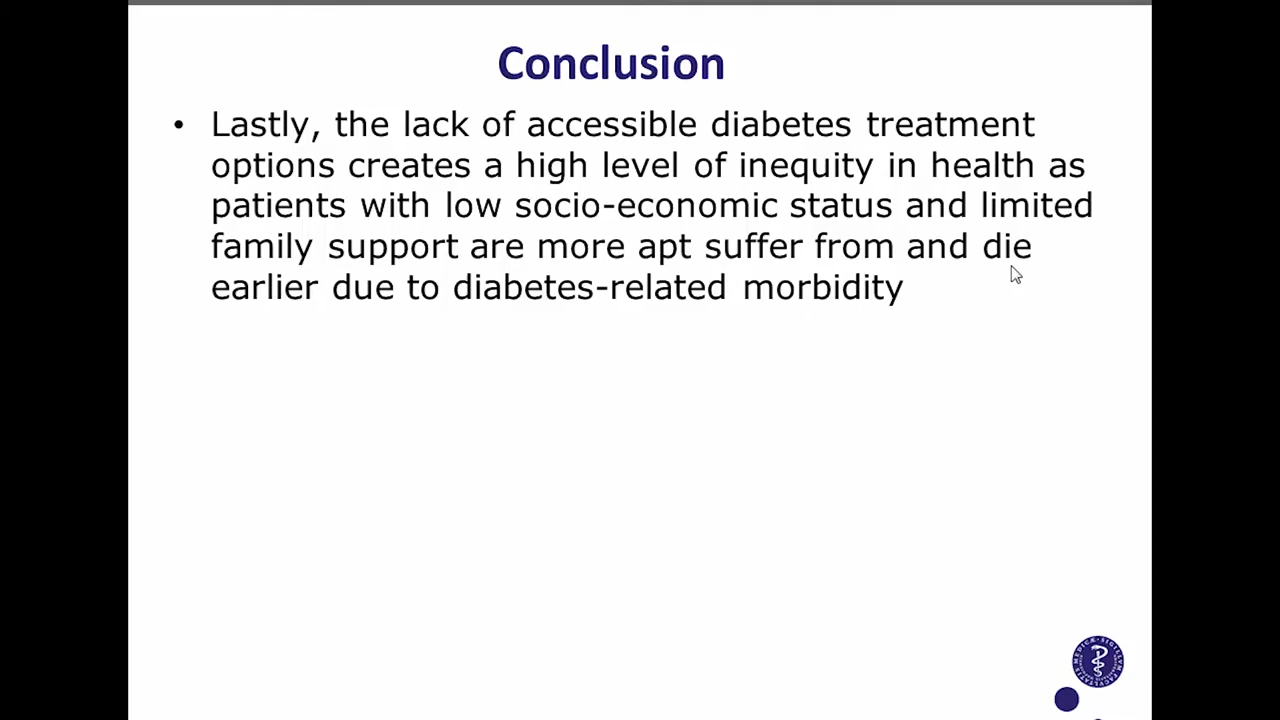 Conclusion
• Lastly, the lack of accessible diabetes treatment
options creates a high level of inequity in health as
patients with low socio-economic status and limited
family support are more apt suffer from and die
earlier due to diabetes-related morbidity